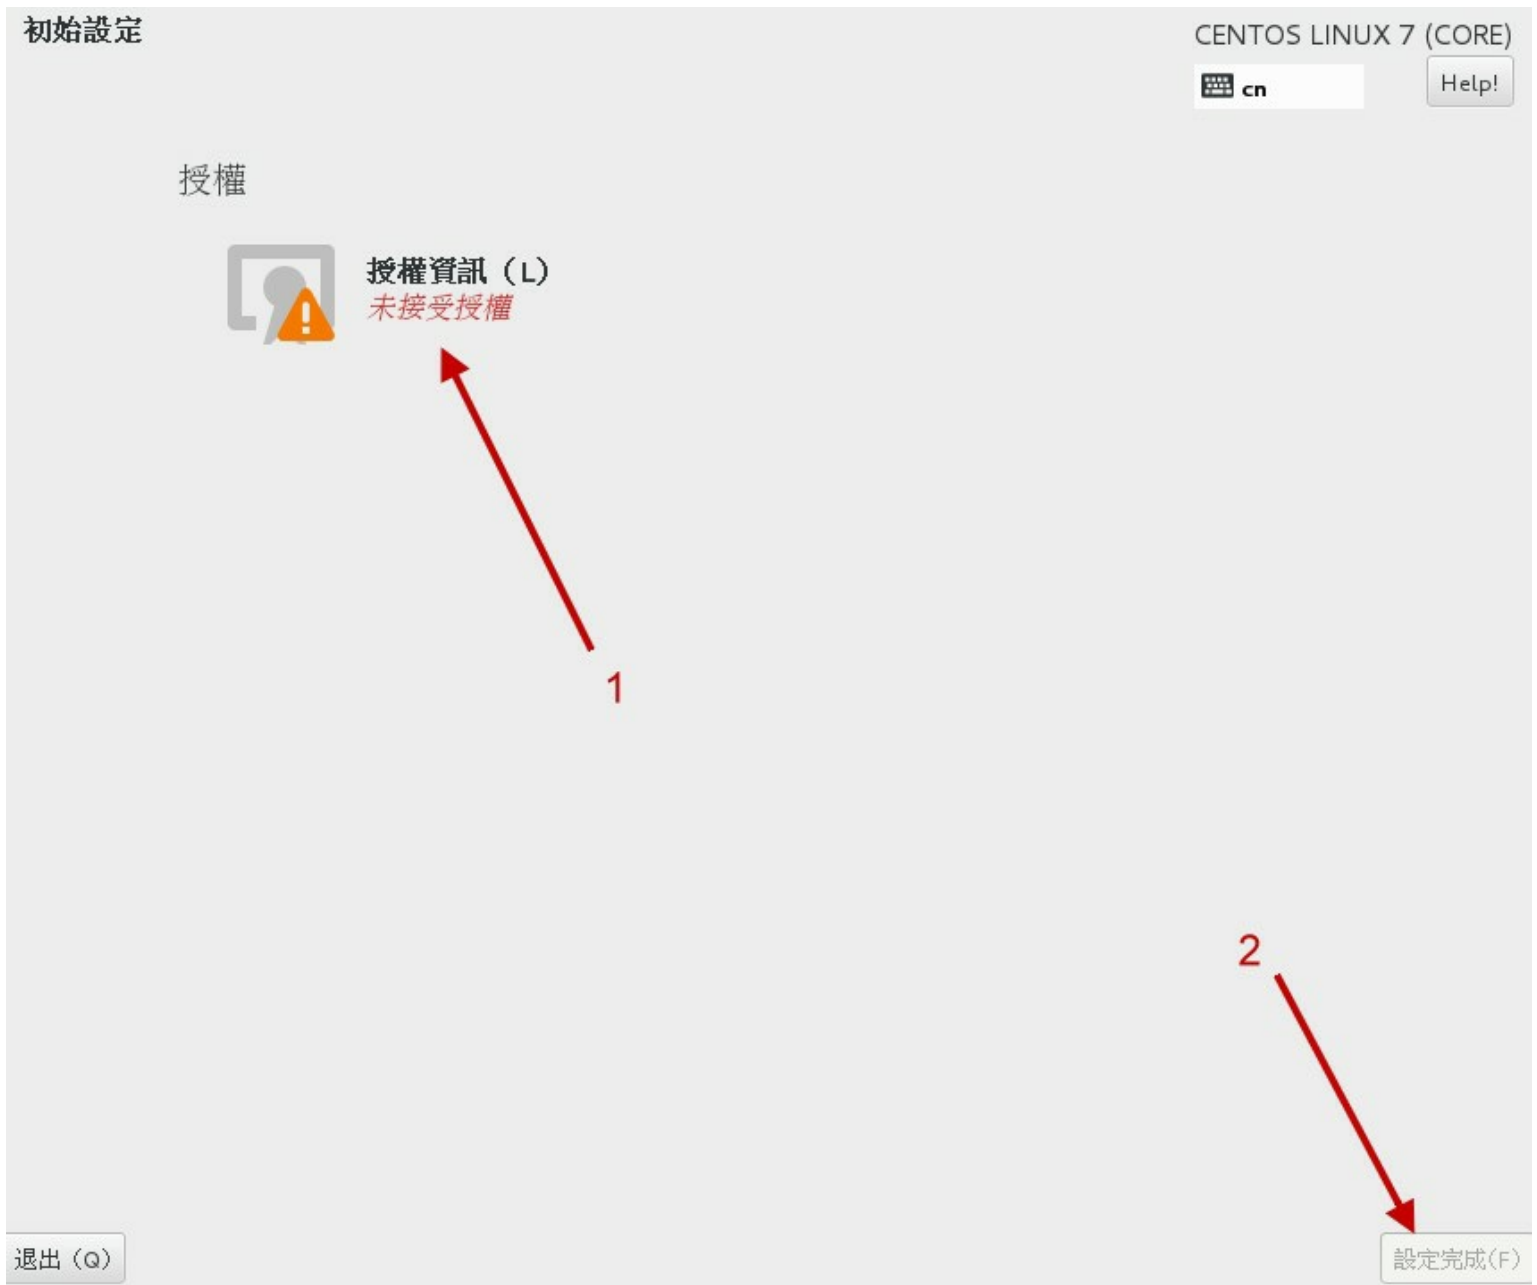 初始設定
CENTOS LINUX 7 (CORE)
cn
Help!
授權
授權資訊（L）
未接受授權
1
2
退出（Q）
設定完成(F)